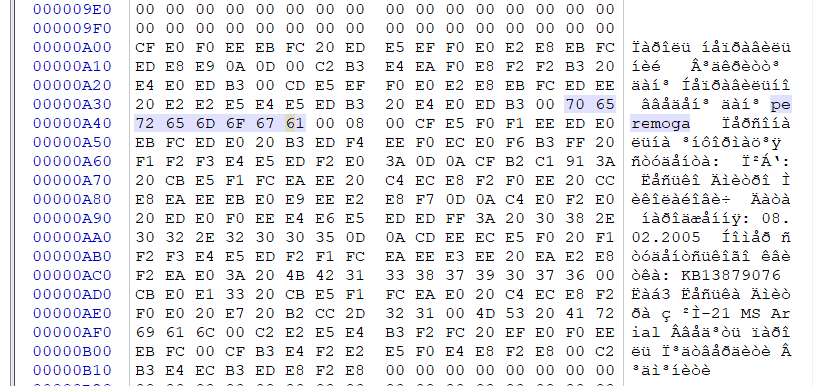 000009E0 00 00 00 00 00 00 00 00 00 00 00 00 00 00 00 00
000009F0 00 00 00 00 00 00 00 00 00 00 00 00 00 00 00 00
00000A00 CF E0 F0 EE EB FC 20 ED E5 EF F0 E0 E2 E8 EB FC Ïàðîëü íåïðàâèëü
00000A10 ED E8 E9 0A 0D 00 C2 B3 E4 EA F0 E8 F2 F2 B3 20 íèé   Â³äêðèòò³
00000A20 E4 E0 ED B3 00 CD E5 EF F0 E0 E2 E8 EB FC ED EE äàí³ Íåïðàâèëüíî
00000A30 20 E2 E2 E5 E4 E5 ED B3 20 E4 E0 ED B3 00 70 65 ââåäåí³ äàí³ pe
00000A40 72 65 6D 6F 67 61 00 08 00 CF E5 F0 F1 EE ED E0 remoga   Ïåðñîíà
00000A50 EB FC ED E0 20 B3 ED F4 EE F0 EC E0 F6 B3 FF 20 ëüíà ³íôîðìàö³ÿ
00000A60 F1 F2 F3 E4 E5 ED F2 E0 3A 0D 0A CF B2 C1 91 3A ñòóäåíòà:  Ï²Á‘:
00000A70 20 CB E5 F1 FC EA EE 20 C4 EC E8 F2 F0 EE 20 CC Ëåñüêî Äìèòðî Ì
00000A80 E8 EA EE EB E0 E9 EE E2 E8 F7 0D 0A C4 E0 F2 E0 èêîëàéîâè÷  Äàòà
00000A90 20 ED E0 F0 EE E4 E6 E5 ED ED FF 3A 20 30 38 2E íàðîäæåííÿ: 08.
00000AA0 30 32 2E 32 30 30 35 0D 0A CD EE EC E5 F0 20 F1 02.2005  Íîìåð ñ
00000AB0 F2 F3 E4 E5 ED F2 F1 FC EA EE E3 EE 20 EA E2 E8 òóäåíòñüêîãî êâè
00000AC0 F2 EA E0 3A 20 4B 42 31 33 38 37 39 30 37 36 00 òêà: KB13879076
00000AD0 CB E0 E1 33 20 CB E5 F1 FC EA E0 20 C4 EC E8 F2 Ëàá3 Ëåñüêà Äìèò
00000AE0 F0 E0 20 E7 20 B2 CC 2D 32 31 00 4D 53 20 41 72 ðà ç ²Ì-21 MS Ar
00000AF0 69 61 6C 00 C2 E2 E5 E4 B3 F2 FC 20 EF E0 F0 EE ial Ââåä³òü ïàðî
00000B00 EB FC 00 CF B3 E4 F2 E2 E5 F0 E4 E8 F2 E8 00 C2 ëü Ï³äòâåðäèòè Â
00000B10 B3 E4 EC B3 ED E8 F2 E8 00 00 00 00 00 00 00 00 ³äì³íèòè